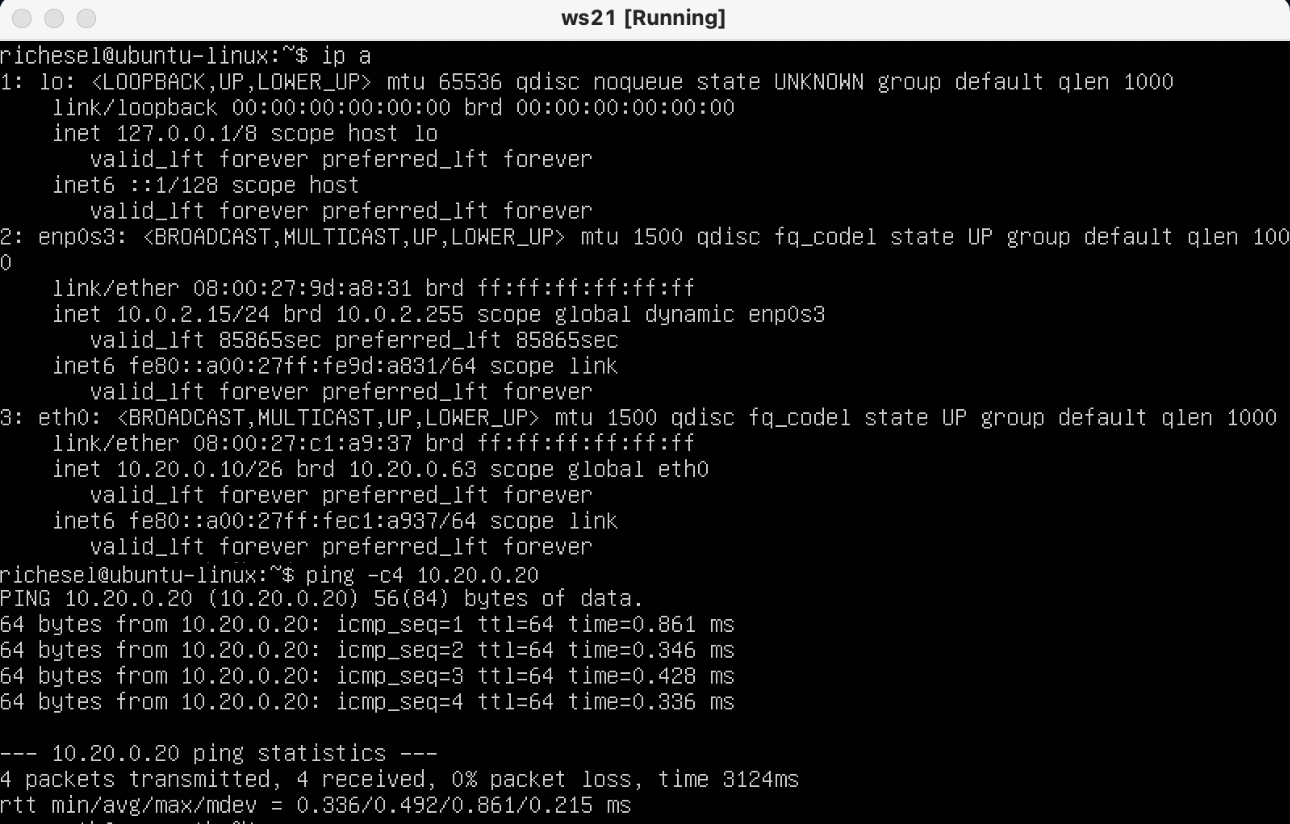 ws21 [Running]
richesel@ubuntu-linux:~$ ip a
1: lo: <LOOPBACK,UP,LOWER_UP> mtu 65536 qdisc noqueue state UNKNOWN group default qlen 1000
    link/loopback 00:00:00:00:00:00 brd 00:00:00:00:00:00
    inet 127.0.0.1/8 scope host lo
       valid_lft forever preferred_lft forever
    inet6 ::1/128 scope host
       valid_lft forever preferred_lft forever
2: enp0s3: <BROADCAST,MULTICAST,UP,LOWER_UP> mtu 1500 qdisc fq_codel state UP group default qlen 100
0
    link/ether 08:00:27:9d:a8:31 brd ff:ff:ff:ff:ff:ff
    inet 10.0.2.15/24 brd 10.0.2.255 scope global dynamic enp0s3
       valid_lft 85865sec preferred_lft 85865sec
    inet6 fe80::a00:27ff:fe9d:a831/64 scope link
       valid_lft forever preferred_lft forever
3: eth0: <BROADCAST,MULTICAST,UP,LOWER_UP> mtu 1500 qdisc fq_codel state UP group default qlen 1000
    link/ether 08:00:27:c1:a9:37 brd ff:ff:ff:ff:ff:ff
    inet 10.20.0.10/26 brd 10.20.0.63 scope global eth0
       valid_lft forever preferred_lft forever
    inet6 fe80::a00:27ff:fec1:a937/64 scope link
       valid_lft forever preferred_lft forever
richesel@ubuntu-linux:~$ ping -c4 10.20.0.20
PING 10.20.0.20 (10.20.0.20) 56(84) bytes of data.
64 bytes from 10.20.0.20: icmp_seq=1 ttl=64 time=0.861 ms
64 bytes from 10.20.0.20: icmp_seq=2 ttl=64 time=0.346 ms
64 bytes from 10.20.0.20: icmp_seq=3 ttl=64 time=0.428 ms
64 bytes from 10.20.0.20: icmp_seq=4 ttl=64 time=0.336 ms

--- 10.20.0.20 ping statistics ---
4 packets transmitted, 4 received, 0% packet loss, time 3124ms
rtt min/avg/max/mdev = 0.336/0.492/0.861/0.215 ms